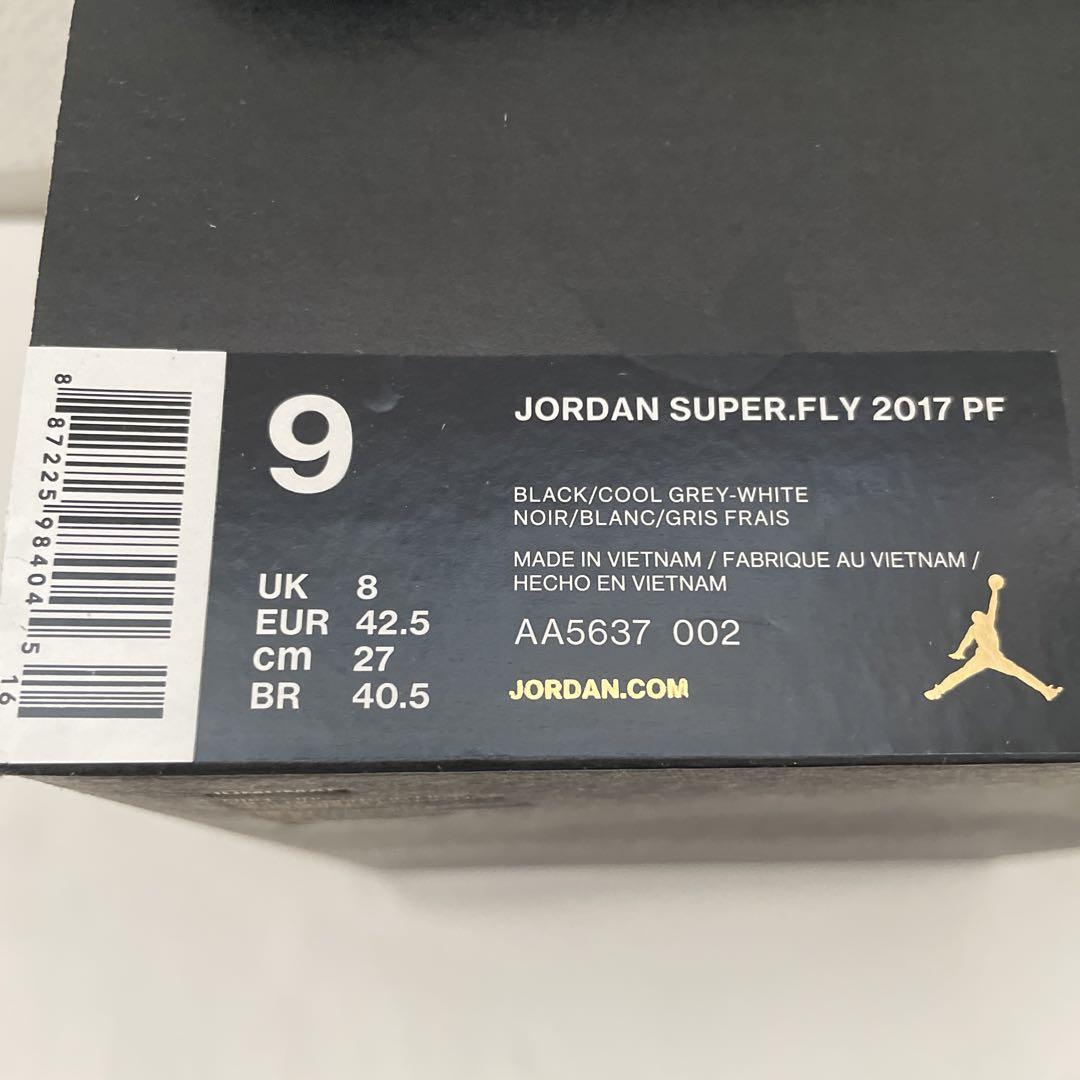 8 87225 98404 5 16
9
UK 8
EUR 42.5
cm 27
BR 40.5
JORDAN SUPER.FLY 2017 PF
BLACK/COOL GREY-WHITE
NOIR/BLANC/GRIS FRAIS
MADE IN VIETNAM / FABRIQUE AU VIETNAM /
HECHO EN VIETNAM
AA5637 002
JORDAN.COM